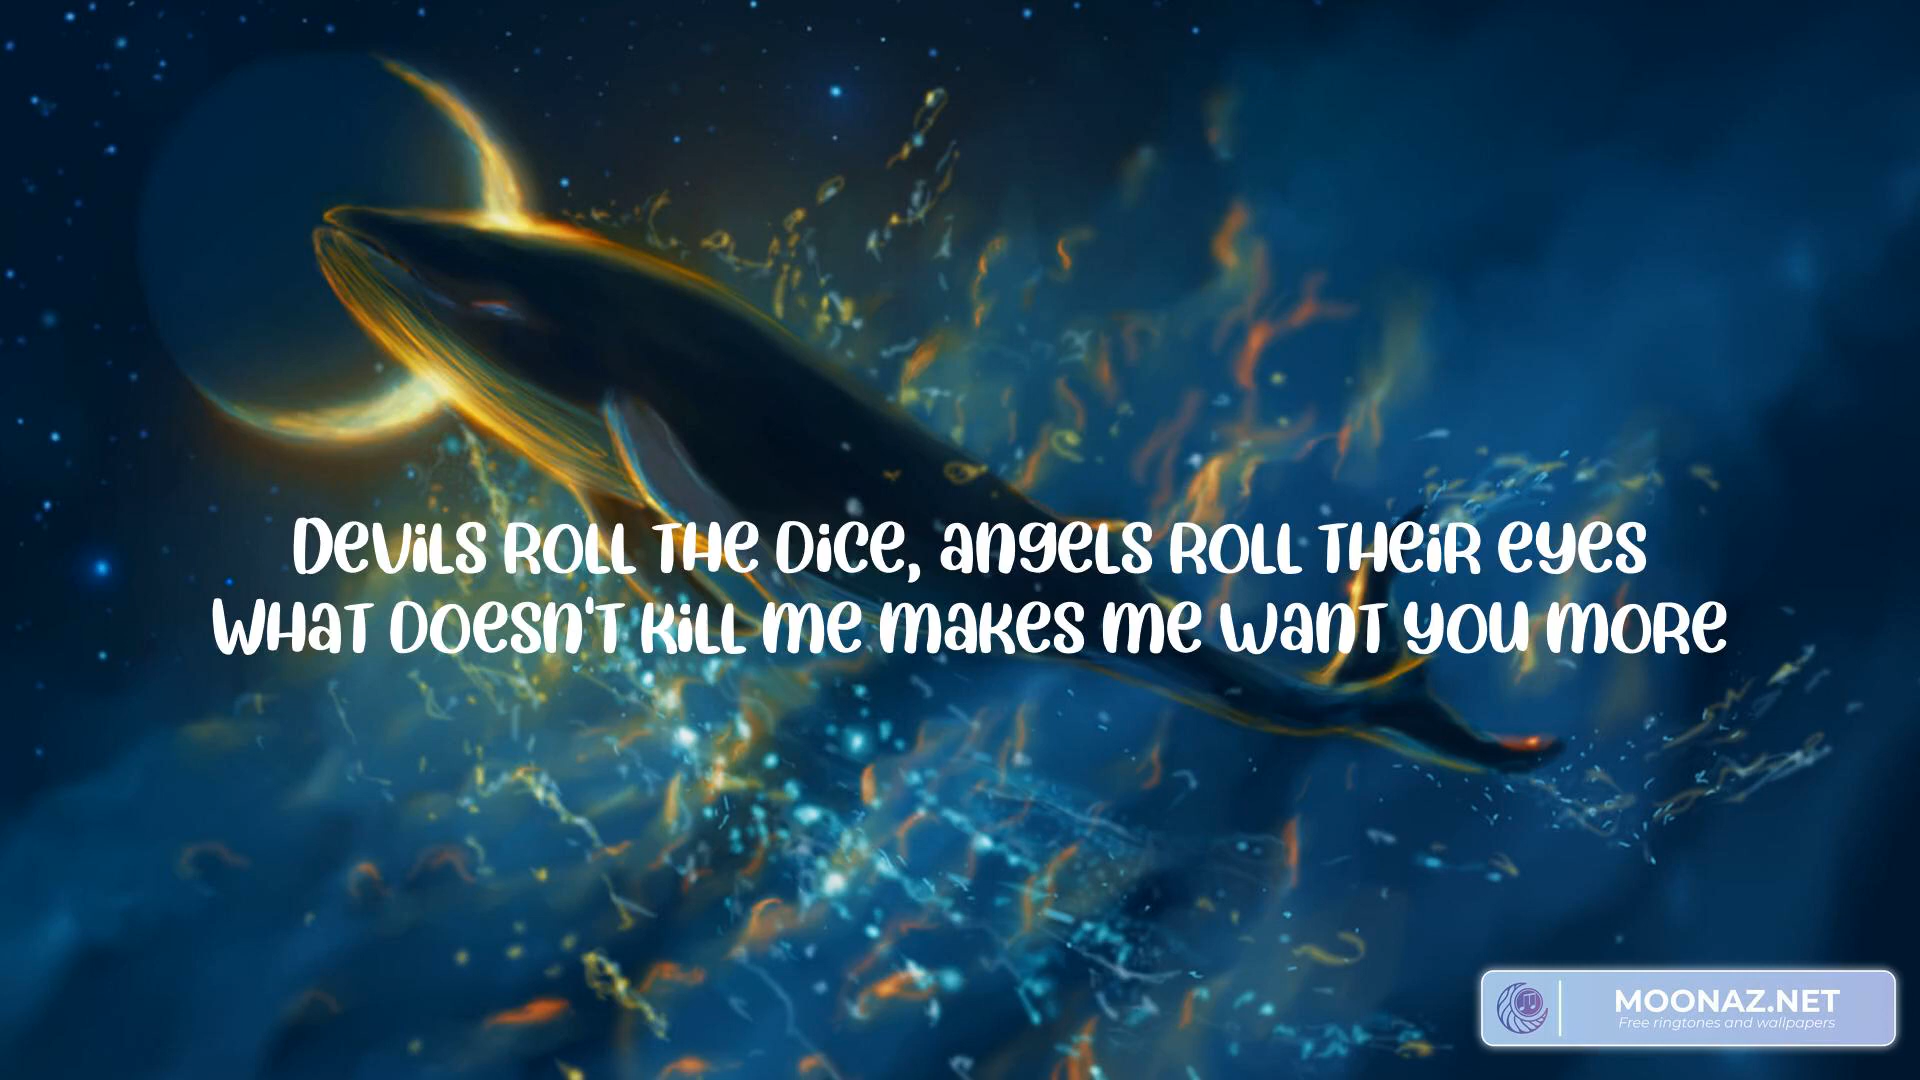 Devils roll the dice, angels roll their eyes
What doesn't kill me makes me want you more
MOONAZ.NET
Free ringtones and wallpapers